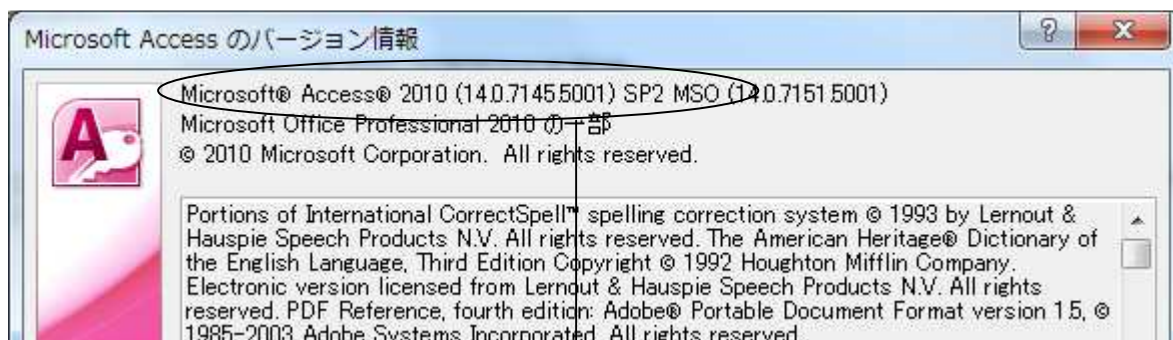 Microsoft Access のバージョン情報
Microsoft® Access® 2010 (14.0.7145.5001) SP2 MSO (14.0.7151.5001)
Microsoft Office Professional 2010 の一部
© 2010 Microsoft Corporation. All rights reserved.
Portions of International CorrectSpell™ spelling correction system © 1993 by Lernout &
Hauspie Speech Products N.V. All rights reserved. The American Heritage® Dictionary of
the English Language, Third Edition Copyright © 1992 Houghton Mifflin Company.
Electronic version licensed from Lernout & Hauspie Speech Products N.V. All rights
reserved. PDF Reference, fourth edition: Adobe® Portable Document Format version 1.5, ©
1985-2003 Adobe Systems Incorporated. All rights reserved.